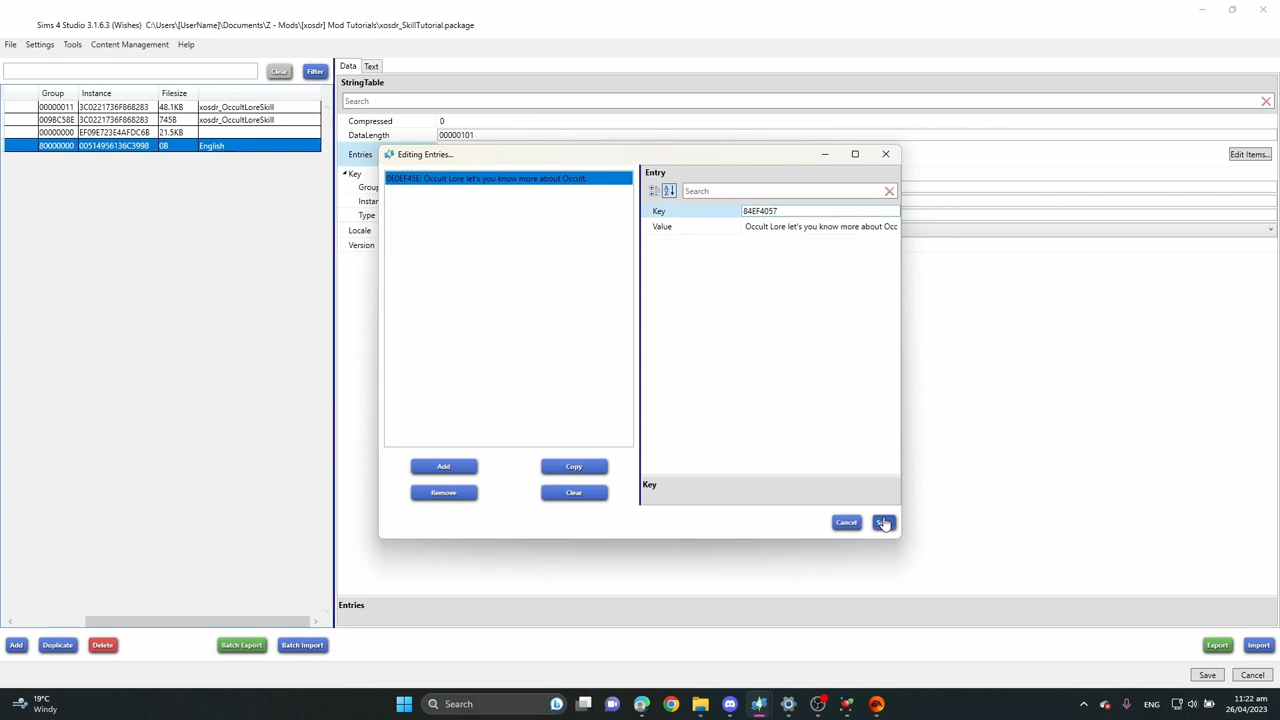 Sims 4 Studio 3.1.6.3 (Wishes) C:\Users\[UserName]\Documents\Z - Mods\[xosdr] Mod Tutorials\xosdr_SkillTutorial.package
File Settings Tools Content Management Help
Clear Filter
Data Text
StringTable
Search
Group Instance Filesize
00000011 3C0221736F868283 48.1KB xosdr_OccultLoreSkill
009BC58E 3C0221736F868283 745B xosdr_OccultLoreSkill
00000000 EF09E723E4AFDC6B 21.5KB
80000000 00514956136C3998 0B English
Compressed 0
DataLength 00000101
Entries Edit Items...
Key
Group
Instan
Type
Locale
Version
Editing Entries...
0E0EF45E: Occult Lore let's you know more about Occult.
Entry
Search
Key 84EF4057
Value Occult Lore let's you know more about Occ
Add Copy
Remove Clear
Key
Cancel
Entries
Add Duplicate Delete Batch Export Batch Import Export Import
Save Cancel
19°C
Windy
Search
ENG
11:22 am
26/04/2023